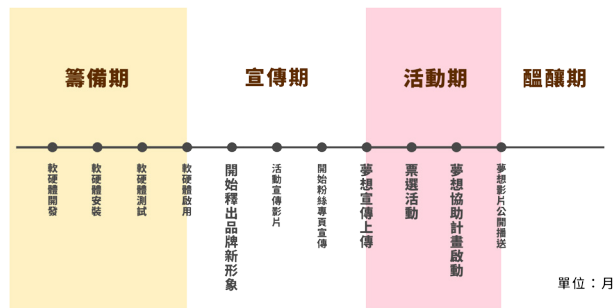 籌備期
宣傳期
活動期
醞釀期
軟硬體開發
軟硬體安裝
軟硬體測試
軟硬體啟用
開始釋出品牌新形象
活動宣傳影片
開始粉絲專頁宣傳
夢想宣傳上傳
票選活動
夢想協助計畫啟動
夢想影片公開播送
單位：月